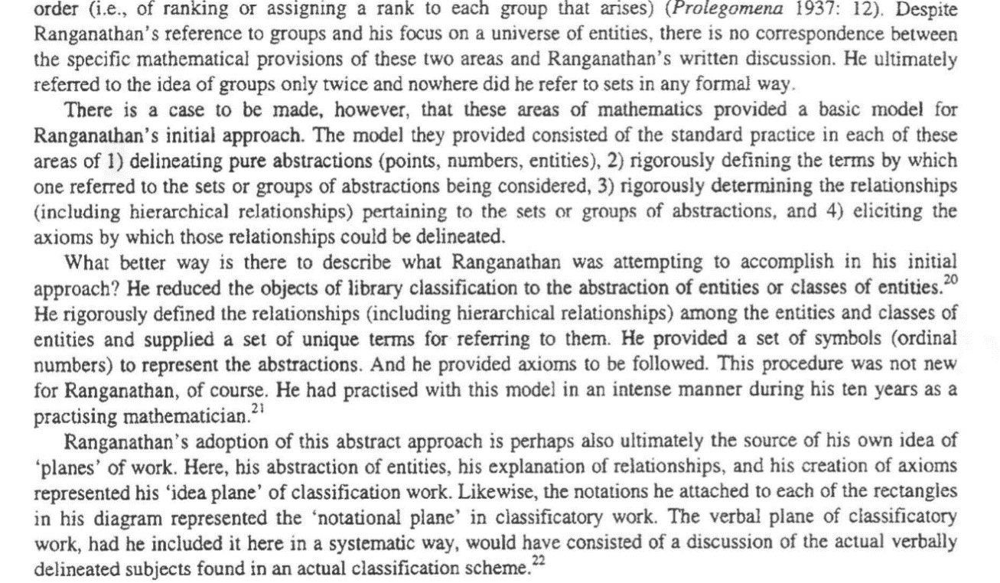 order (i.e., of ranking or assigning a rank to each group that arises) (Prolegomena 1937: 12). Despite
Ranganathan's reference to groups and his focus on a universe of entities, there is no correspondence between
the specific mathematical provisions of these two areas and Ranganathan's written discussion. He ultimately
referred to the idea of groups only twice and nowhere did he refer to sets in any formal way.
There is a case to be made, however, that these areas of mathematics provided a basic model for
Ranganathan's initial approach. The model they provided consisted of the standard practice in each of these
areas of 1) delineating pure abstractions (points, numbers, entities), 2) rigorously defining the terms by which
one referred to the sets or groups of abstractions being considered, 3) rigorously determining the relationships
(including hierarchical relationships) pertaining to the sets or groups of abstractions, and 4) eliciting the
axioms by which those relationships could be delineated.
What better way is there to describe what Ranganathan was attempting to accomplish in his initial
approach? He reduced the objects of library classification to the abstraction of entities or classes of entities.20
He rigorously defined the relationships (including hierarchical relationships) among the entities and classes of
entities and supplied a set of unique terms for referring to them. He provided a set of symbols (ordinal
numbers) to represent the abstractions. And he provided axioms to be followed. This procedure was not new
for Ranganathan, of course. He had practised with this model in an intense manner during his ten years as a
practising mathematician.21
Ranganathan's adoption of this abstract approach is perhaps also ultimately the source of his own idea of
'planes' of work. Here, his abstraction of entities, his explanation of relationships, and his creation of axioms
represented his 'idea plane' of classification work. Likewise, the notations he attached to each of the rectangles
in his diagram represented the 'notational plane' in classificatory work. The verbal plane of classificatory
work, had he included it here in a systematic way, would have consisted of a discussion of the actual verbally
delineated subjects found in an actual classification scheme.22